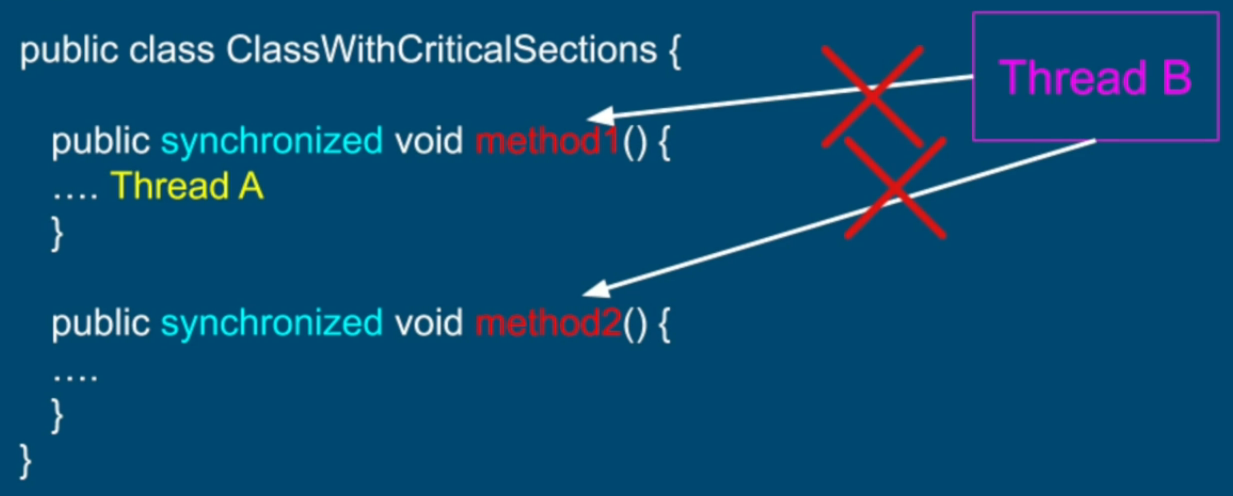 public class ClassWithCriticalSections {
Thread B
public synchronized void method1() {
.... Thread A
}
public synchronized void method2() {
....
}
}